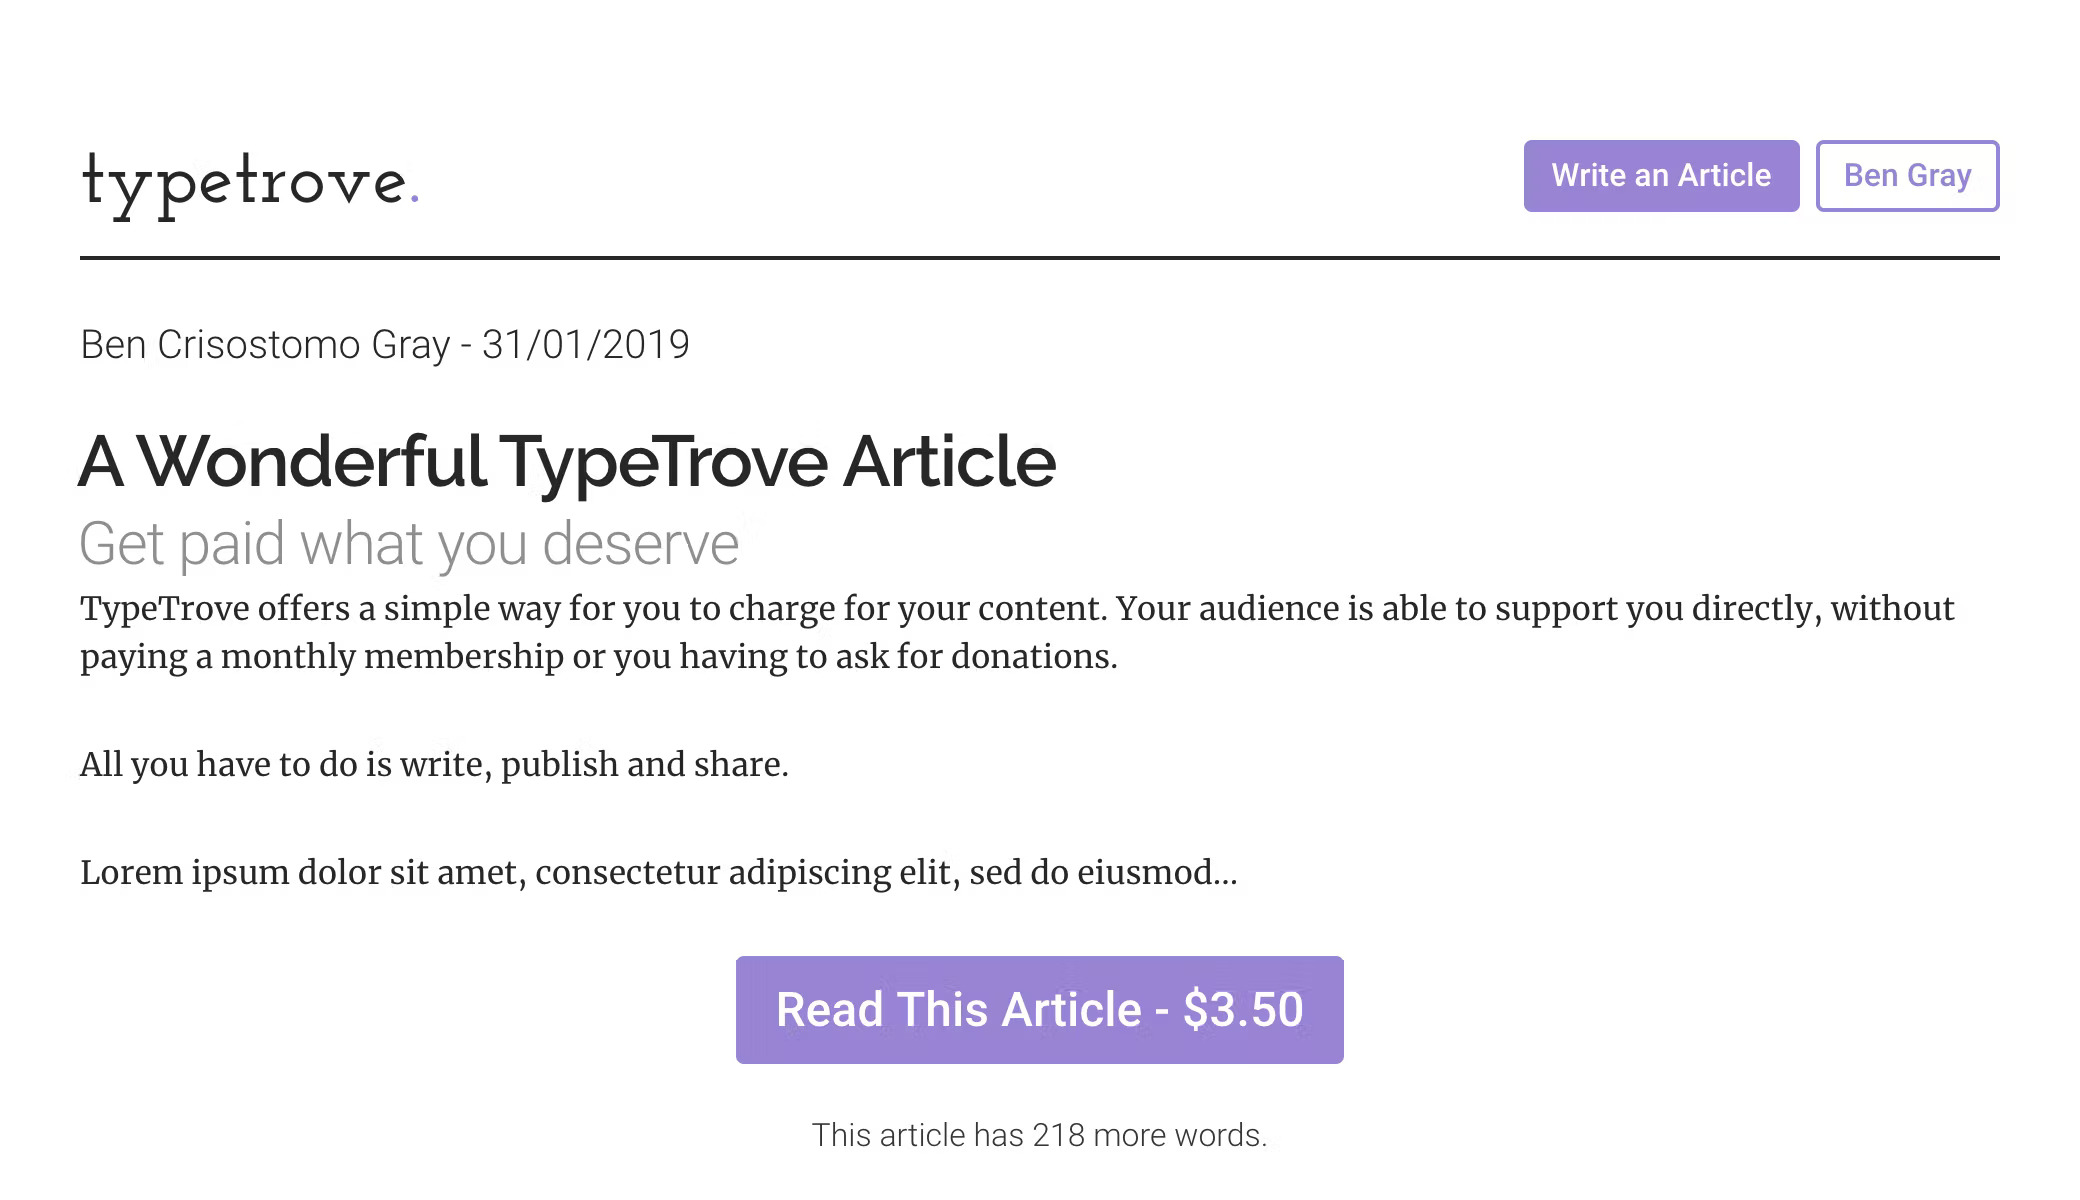 typetrove.
Write an Article
Ben Gray
Ben Crisostomo Gray - 31/01/2019
A Wonderful TypeTrove Article
Get paid what you deserve
TypeTrove offers a simple way for you to charge for your content. Your audience is able to support you directly, without
paying a monthly membership or you having to ask for donations.
All you have to do is write, publish and share.
Lorem ipsum dolor sit amet, consectetur adipiscing elit, sed do eiusmod...
Read This Article - $3.50
This article has 218 more words.